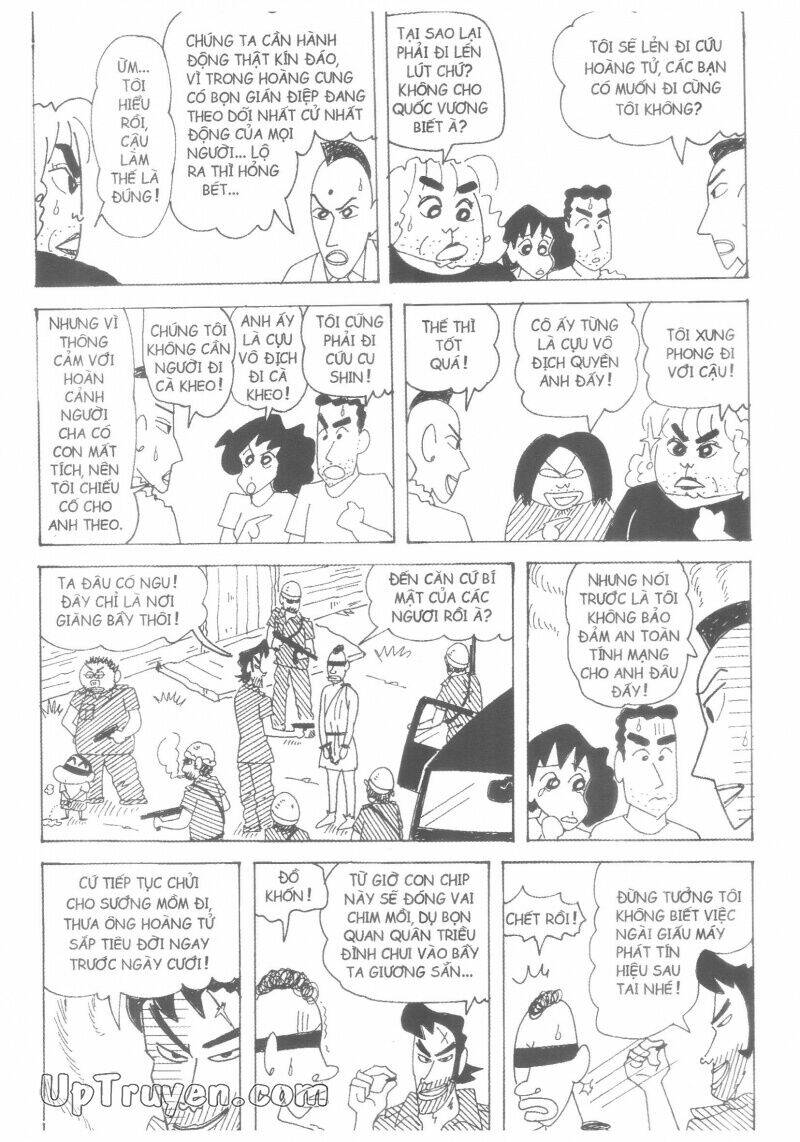 TÔI SẼ LẺN ĐI CỨU
HOÀNG TỬ, CÁC BẠN
CÓ MUỐN ĐI CÙNG
TÔI KHÔNG?
TẠI SAO LẠI
PHẢI ĐI LÉN
LÚT CHỨ?
KHÔNG CHO
QUỐC VƯƠNG
BIẾT À?
CHÚNG TA CẦN HÀNH
ĐỘNG THẬT KÍN ĐÁO,
VÌ TRONG HOÀNG CUNG
CÓ BỌN GIÁN ĐIỆP ĐANG
THEO DÕI NHẤT CỬ NHẤT
ĐỘNG CỦA MỌI
NGƯỜI... LỘ
RA THÌ HỎNG
BÉT...
ỪM...
TÔI
HIỂU
RỒI,
CẬU
LÀM
THẾ LÀ
ĐÚNG!
TÔI XUNG
PHONG ĐI
VỚI CẬU!
CÔ ẤY TỪNG
LÀ CỰU VÔ
ĐỊCH QUYỀN
ANH ĐẤY!
THẾ THÌ
TỐT
QUÁ!
TÔI CŨNG
PHẢI ĐI
CỨU CU
SHIN!
ANH ẤY
LÀ CỰU
VÔ ĐỊCH
ĐI CÀ
KHEO!
CHÚNG TÔI
KHÔNG CẦN
NGƯỜI ĐI
CÀ KHEO!
NHƯNG VÌ
THÔNG
CẢM VỚI
HOÀN
CẢNH
NGƯỜI
CHA CÓ
CON MẤT
TÍCH, NÊN
TÔI CHIẾU
CỐ CHO
ANH THEO.
NHƯNG NÓI
TRƯỚC LÀ TÔI
KHÔNG BẢO
ĐẢM AN TOÀN
TÍNH MẠNG
CHO ANH ĐÂU
ĐẤY!
ĐẾN CĂN CỨ BÍ
MẬT CỦA CÁC
NGƯƠI RỒI À?
TA ĐÂU CÓ NGU!
ĐÂY CHỈ LÀ NƠI
GIĂNG BẪY THÔI!
ĐỪNG TƯỞNG TÔI
KHÔNG BIẾT VIỆC
NGÀI GIẤU MÁY
PHÁT TÍN
HIỆU SAU
TAI NHÉ!
CHẾT RỒI!
TỪ GIỜ CON CHIP
NÀY SẼ ĐÓNG VAI
CHIM MỒI, DỤ BỌN
QUAN QUÂN TRIỀU
ĐÌNH CHUI VÀO BẪY
TA GIƯƠNG SẴN...
ĐỒ
KHỐN!
CỨ TIẾP TỤC CHỬI
CHO SƯỚNG MỒM ĐI,
THƯA ÔNG HOÀNG TỬ
SẮP TIÊU ĐỜI NGAY
TRƯỚC NGÀY CƯỚI!
UpTruyen.com